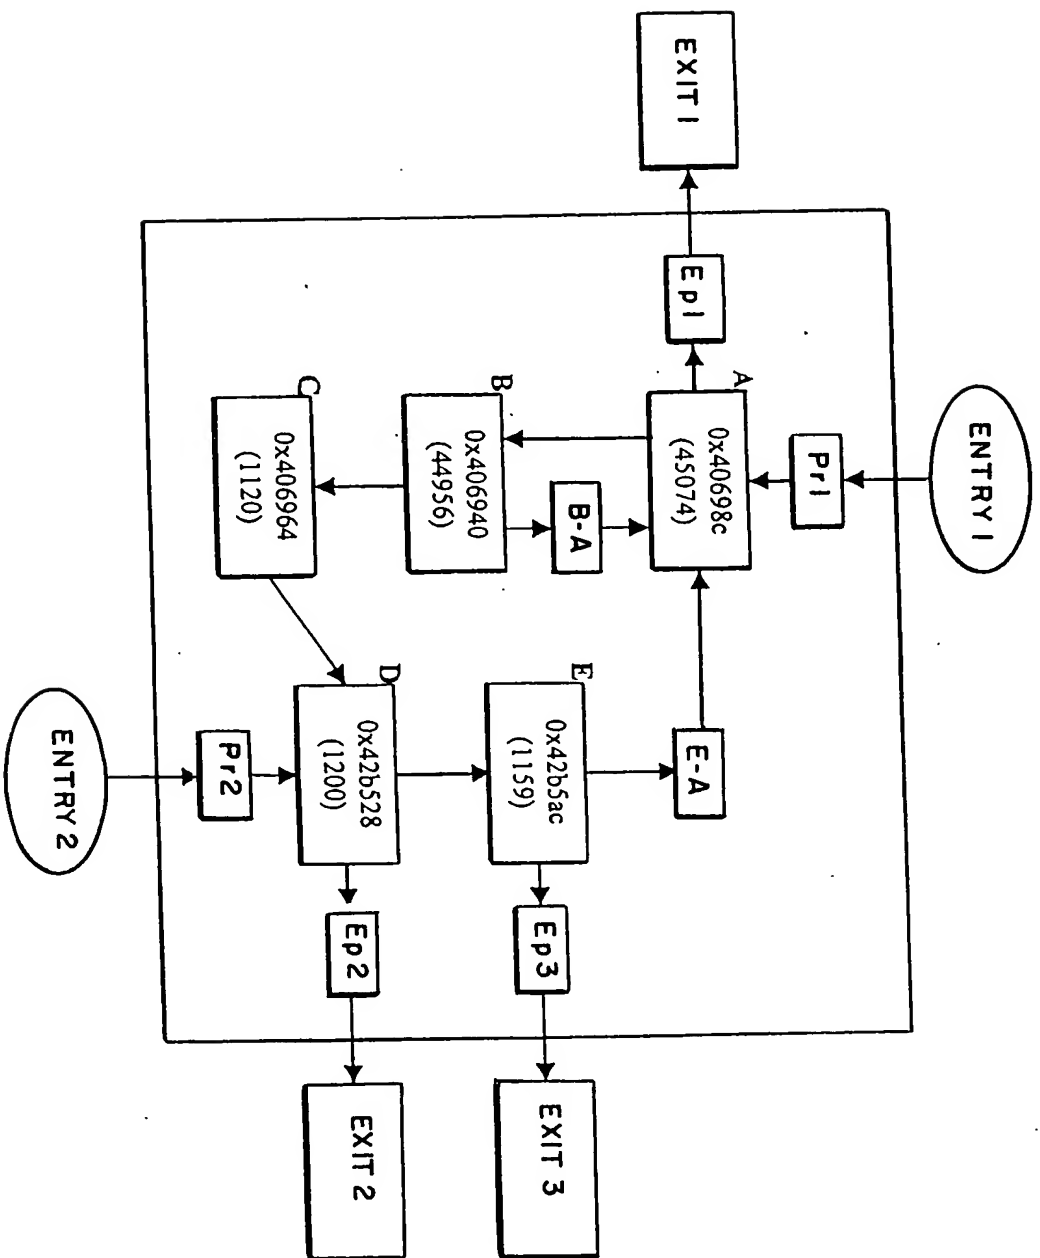 EXIT 1
Ep1
A
0x40698c
(45074)
Pr1
ENTRY 1
B
0x406940
(44956)
B-A
C
0x406964
(1120)
D
0x42b528
(1200)
E
0x42b5ac
(1159)
E-A
Pr2
ENTRY 2
Ep2
Ep3
EXIT 2
EXIT 3